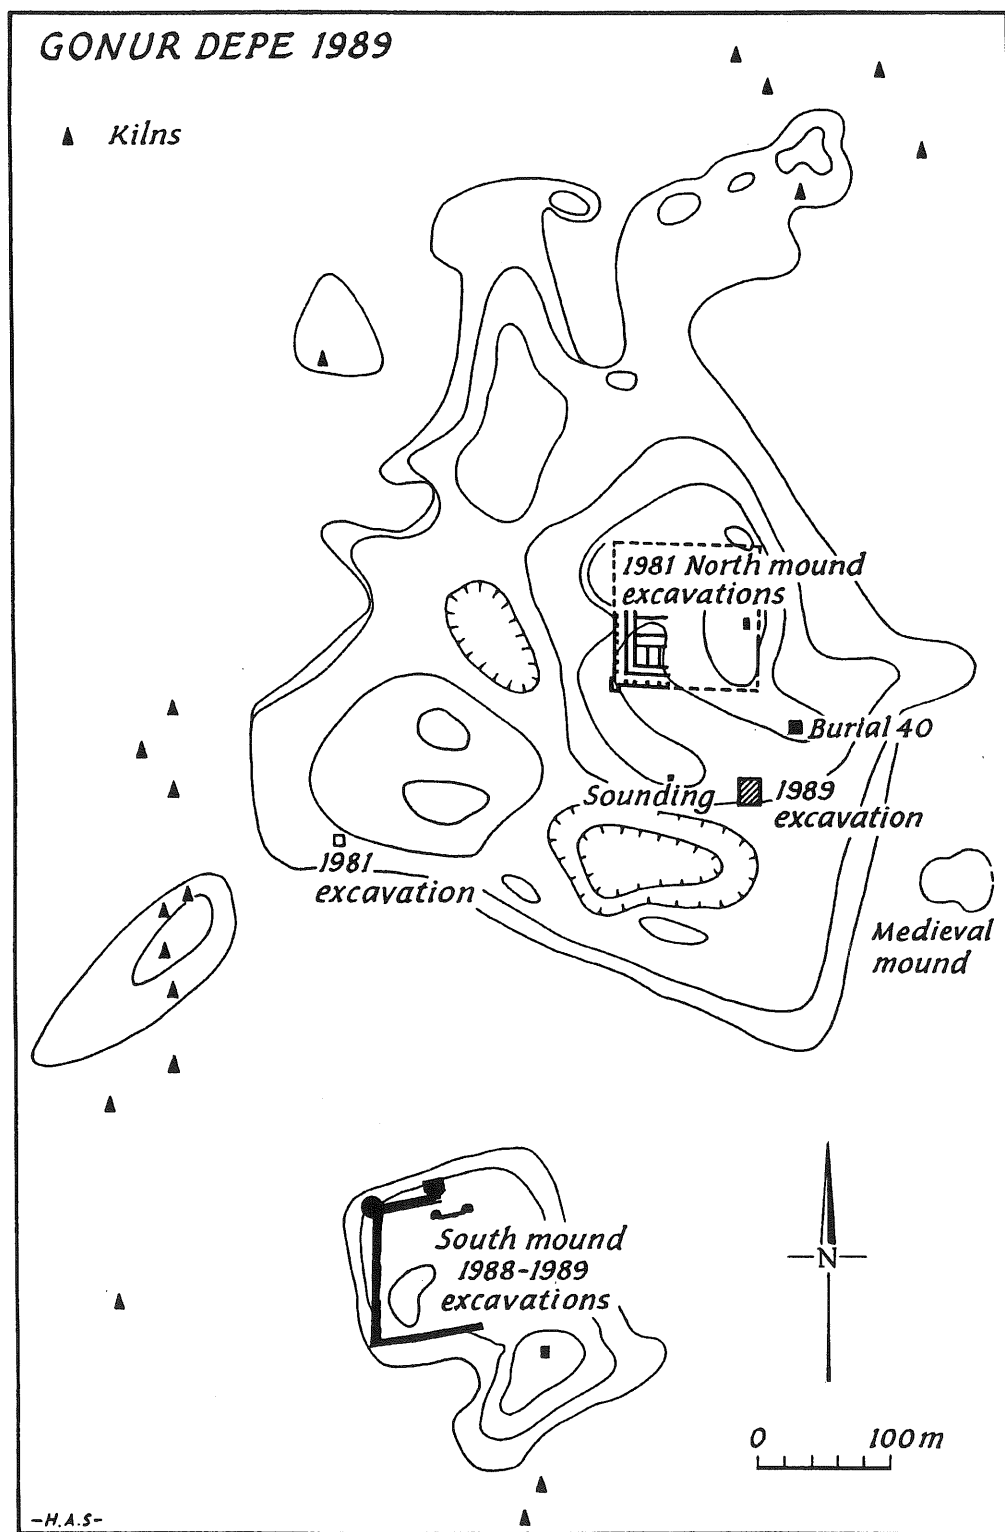 GONUR DEPE 1989
Kilns
1981 North mound
excavations
Burial 40
Sounding
1989
excavation
1981
excavation
Medieval
mound
South mound
1988-1989
excavations
N
0 100m
-H.A.S-